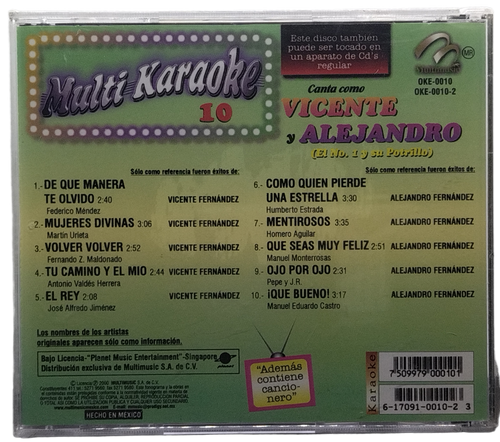 Multi Karaoke
10
Este disco también
puede ser tocado en
un aparato de Cd's
regular
MR
Multimusic
OKE-0010
OKE-0010-2
Canta como
VICENTE
y ALEJANDRO
(El No. 1 y su Potrillo)
Sólo como referencia fueron éxitos de:
1.- DE QUE MANERA
TE OLVIDO 2:40 VICENTE FERNÁNDEZ
Federico Méndez
2.- MUJERES DIVINAS 3:06 VICENTE FERNÁNDEZ
Martin Urieta
3.- VOLVER VOLVER 2:52 VICENTE FERNÁNDEZ
Fernando Z. Maldonado
4.- TU CAMINO Y EL MIO 2:44 VICENTE FERNÁNDEZ
Antonio Valdés Herrera
5.- EL REY 2:08 VICENTE FERNÁNDEZ
José Alfredo Jiménez
Sólo como referencia fueron éxitos de:
6.- COMO QUIEN PIERDE
UNA ESTRELLA 3:30 ALEJANDRO FERNÁNDEZ
Humberto Estrada
7.- MENTIROSOS 3:35 ALEJANDRO FERNÁNDEZ
Homero Aguilar
8.- QUE SEAS MUY FELIZ 2:51 ALEJANDRO FERNÁNDEZ
Manuel Monterrosas
9.- OJO POR OJO 2:31 ALEJANDRO FERNÁNDEZ
Pepe y J.R.
10.- ¡QUE BUENO! 3:17 ALEJANDRO FERNÁNDEZ
Manuel Eduardo Castro
Los nombres de los artistas
originales aparecen sólo como información.
Bajo Licencia-"Planet Music Entertainment"-Singapore
Distribución exclusiva de Multimusic S.A. de C.V.
planet
HECHO EN MEXICO
"Además
contiene
cancio-
nero"
Karaoke
7509979000101
6-17091-0010-2 3